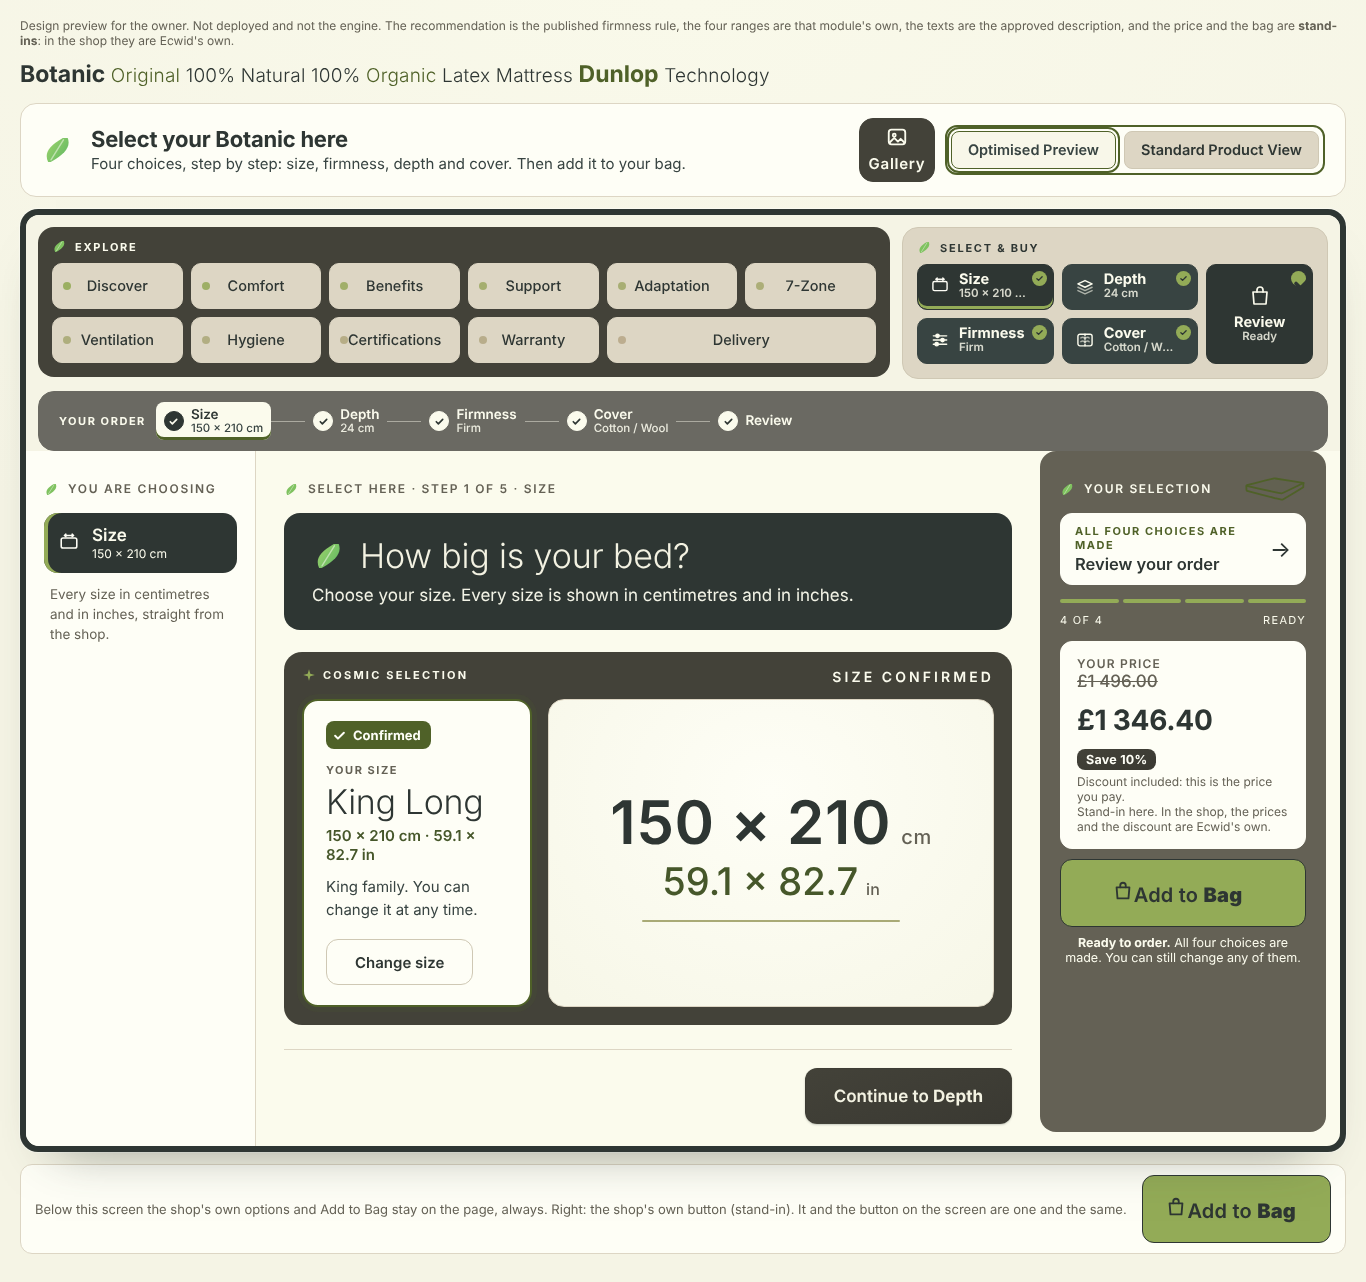 Design preview for the owner. Not deployed and not the engine. The recommendation is the published firmness rule, the four ranges are that module's own, the texts are the approved description, and the price and the bag are stand-
ins: in the shop they are Ecwid's own.
Botanic Original 100% Natural 100% Organic Latex Mattress Dunlop Technology
Select your Botanic here
Four choices, step by step: size, firmness, depth and cover. Then add it to your bag.
Gallery
Optimised Preview
Standard Product View
EXPLORE
Discover
Comfort
Benefits
Support
Adaptation
7-Zone
Ventilation
Hygiene
Certifications
Warranty
Delivery
SELECT & BUY
Size
150 × 210 ...
Depth
24 cm
Firmness
Firm
Cover
Cotton / W...
Review
Ready
YOUR ORDER
Size
150 × 210 cm
Depth
24 cm
Firmness
Firm
Cover
Cotton / Wool
Review
YOU ARE CHOOSING
Size
150 × 210 cm
Every size in centimetres
and in inches, straight from
the shop.
SELECT HERE · STEP 1 OF 5 · SIZE
How big is your bed?
Choose your size. Every size is shown in centimetres and in inches.
COSMIC SELECTION
SIZE CONFIRMED
Confirmed
YOUR SIZE
King Long
150 × 210 cm · 59.1 ×
82.7 in
King family. You can
change it at any time.
Change size
150 × 210 cm
59.1 × 82.7 in
Continue to Depth
YOUR SELECTION
ALL FOUR CHOICES ARE
MADE
Review your order
4 OF 4
READY
YOUR PRICE
£1 496.00
£1 346.40
Save 10%
Discount included: this is the price
you pay.
Stand-in here. In the shop, the prices
and the discount are Ecwid's own.
Add to Bag
Ready to order. All four choices are
made. You can still change any of them.
Below this screen the shop's own options and Add to Bag stay on the page, always. Right: the shop's own button (stand-in). It and the button on the screen are one and the same.
Add to Bag